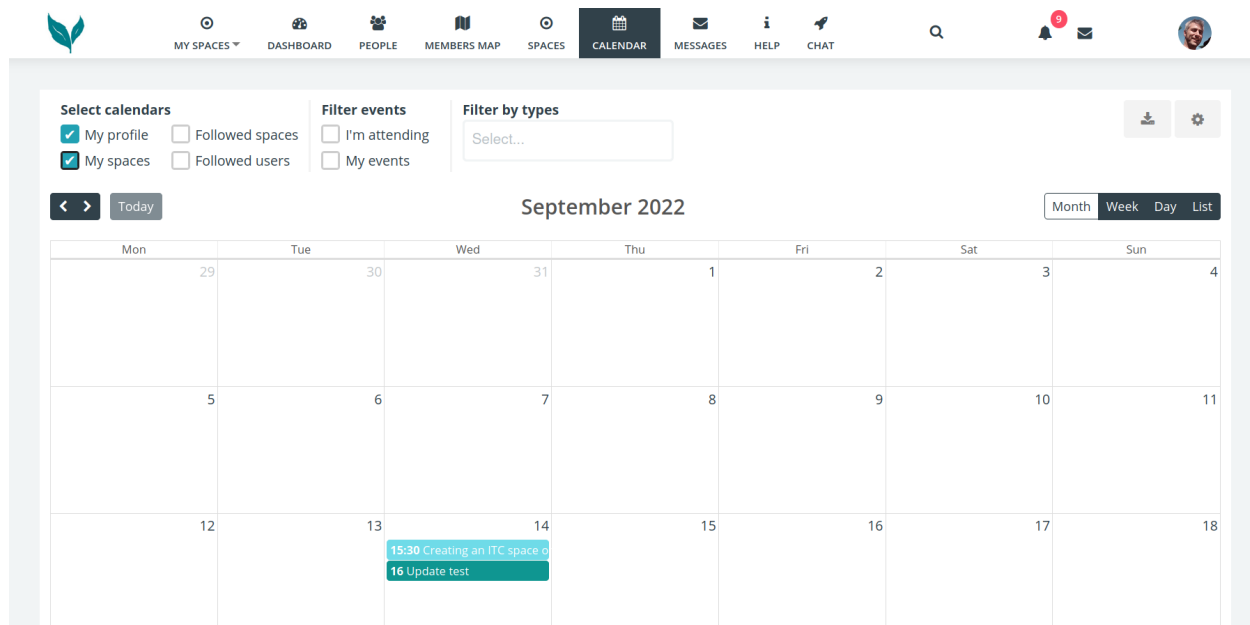 9
MY SPACES DASHBOARD PEOPLE MEMBERS MAP SPACES CALENDAR MESSAGES HELP CHAT
Select calendars Filter events Filter by types
My profile Followed spaces I'm attending Select...
My spaces Followed users My events
Today September 2022 Month Week Day List
Mon Tue Wed Thu Fri Sat Sun
29 30 31 1 2 3 4
5 6 7 8 9 10 11
12 13 14 15 16 17 18
15:30 Creating an ITC space o
16 Update test